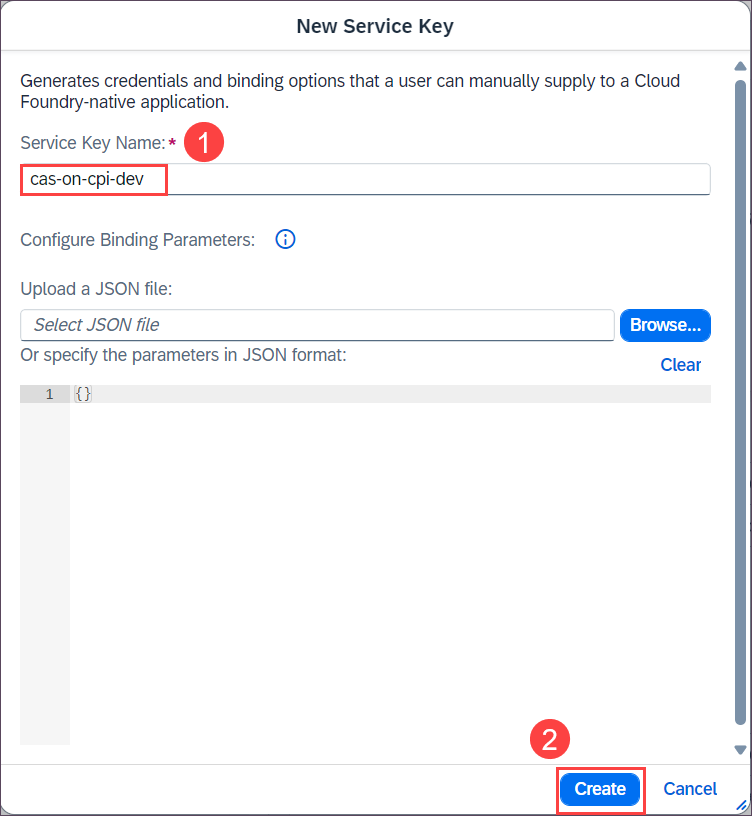 New Service Key
Generates credentials and binding options that a user can manually supply to a Cloud
Foundry-native application.
Service Key Name:* 1
cas-on-cpi-dev
Configure Binding Parameters:
Upload a JSON file:
Select JSON file Browse...
Or specify the parameters in JSON format:
Clear
1 {}
2
Create Cancel